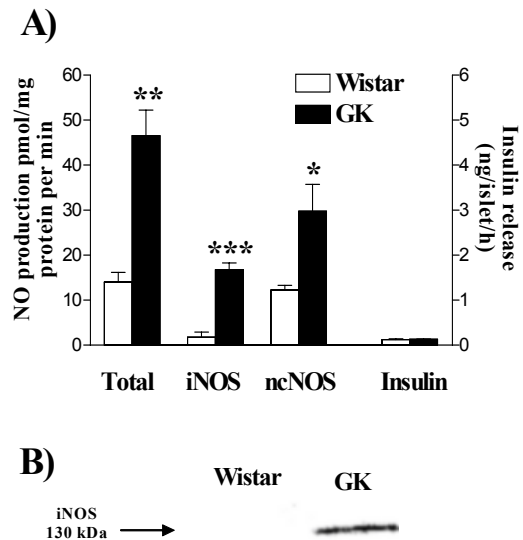 A)
Wistar
GK
NO production pmol/mg
protein per min
60
50
40
30
20
10
0
**
***
*
6
5
4
3
2
1
0
Insulin release
(ng/islet/h)
Total iNOS ncNOS Insulin
B)
Wistar GK
iNOS
130 kDa